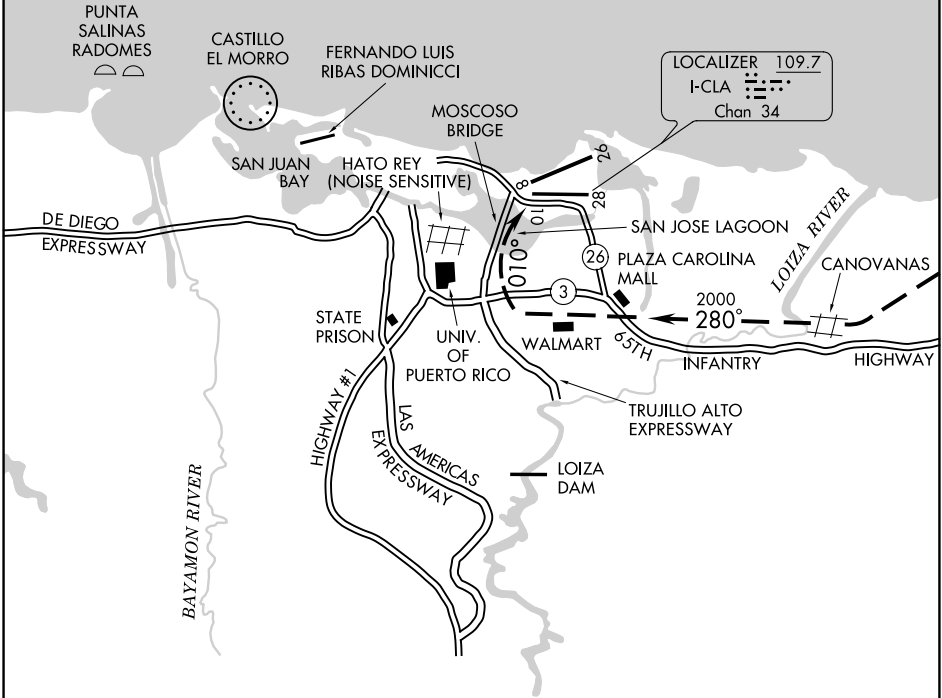 PUNTA
SALINAS
RADOMES
CASTILLO
EL MORRO
FERNANDO LUIS
RIBAS DOMINICCI
LOCALIZER 109.7
I-CLA
Chan 34
MOSCOSO
BRIDGE
SAN JUAN
BAY
HATO REY
(NOISE SENSITIVE)
8
26
10
28
DE DIEGO
EXPRESSWAY
010°
SAN JOSE LAGOON
LOIZA RIVER
26
PLAZA CAROLINA
MALL
CANOVANAS
3
2000
280°
STATE
PRISON
UNIV.
OF
PUERTO RICO
WALMART
65TH
INFANTRY
HIGHWAY
TRUJILLO ALTO
EXPRESSWAY
HIGHWAY #1
LAS AMERICAS
EXPRESSWAY
LOIZA
DAM
BAYAMON RIVER